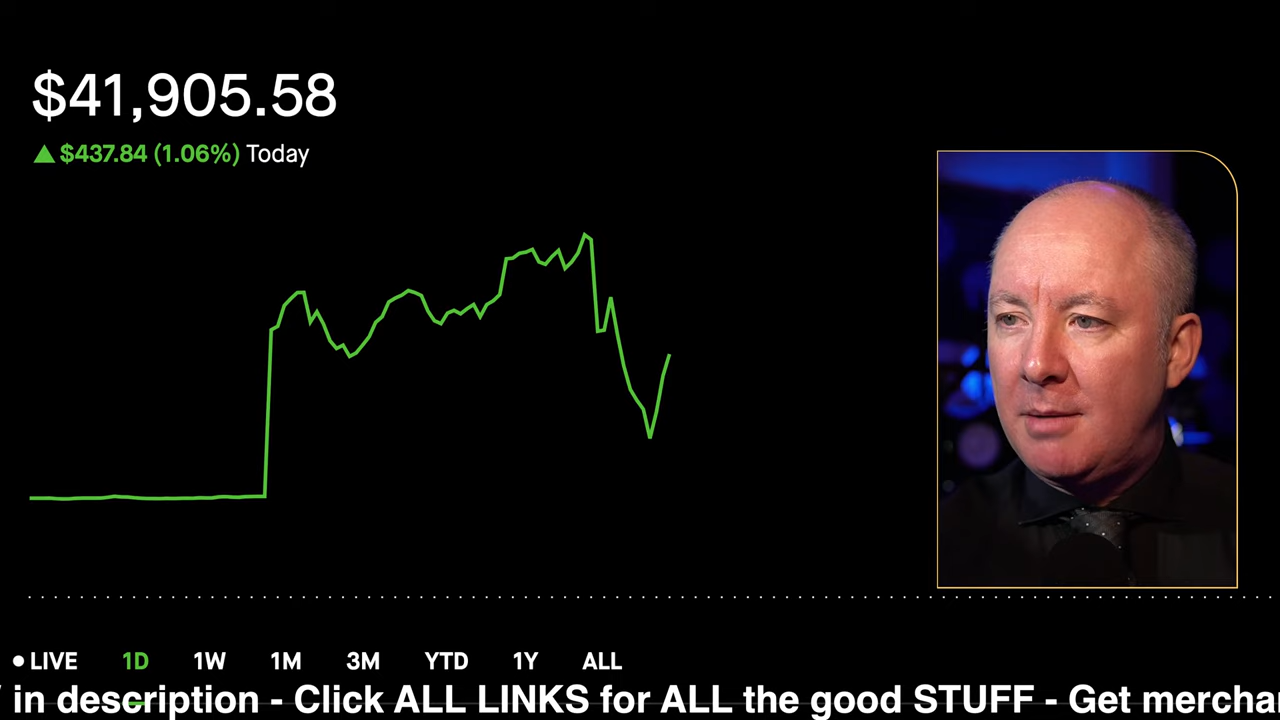 $41,905.58
▲$437.84 (1.06%) Today
LIVE 1D 1W 1M 3M YTD 1Y ALL
in description - Click ALL LINKS for ALL the good STUFF - Get mercha